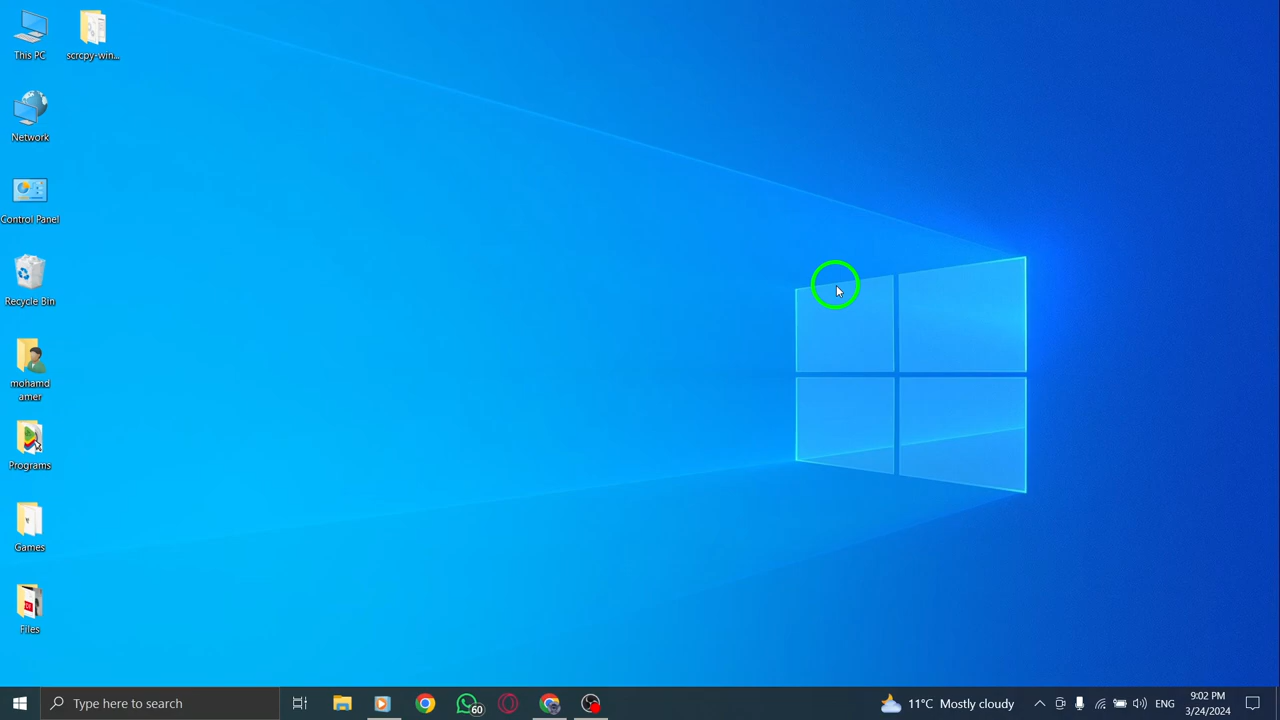 This PC
scrcpy-win...
Network
Control Panel
Recycle Bin
mohamd
amer
Programs
Games
Files
Type here to search
60
11°C Mostly cloudy
ENG
9:02 PM
3/24/2024